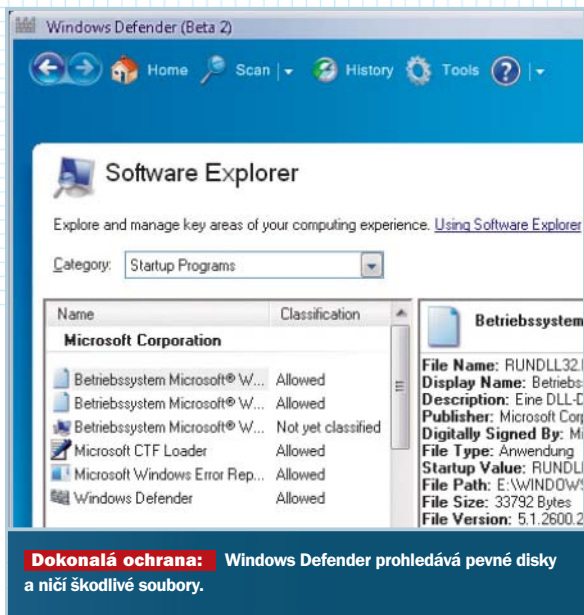 Windows Defender (Beta 2)
Home Scan History Tools ?
Software Explorer
Explore and manage key areas of your computing experience. Using Software Explorer
Category: Startup Programs
Name Classification
Microsoft Corporation
Betriebssystem Microsoft® W... Allowed
Betriebssystem Microsoft® W... Allowed
Betriebssystem Microsoft® W... Not yet classified
Microsoft CTF Loader Allowed
Microsoft Windows Error Rep... Allowed
Windows Defender Allowed
Betriebssystem
File Name: RUNDLL32.
Display Name: Betriebs
Description: Eine DLL-D
Publisher: Microsoft Corp
Digitally Signed By: Mi
File Type: Anwendung
Startup Value: RUNDLL
File Path: E:\WINDOWS
File Size: 33792 Bytes
File Version: 5.1.2600.2
Dokonalá ochrana: Windows Defender prohledává pevné disky
a ničí škodlivé soubory.